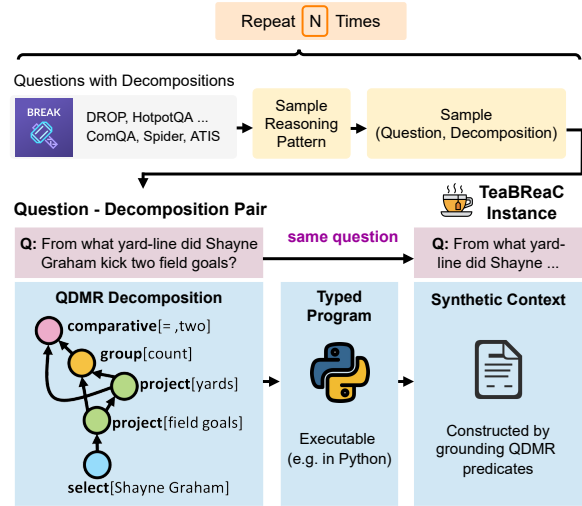 Repeat N Times
Questions with Decompositions
BREAK
DROP, HotpotQA ...
ComQA, Spider, ATIS
Sample
Reasoning
Pattern
Sample
(Question, Decomposition)
Question - Decomposition Pair
TeaBReaC
Instance
Q: From what yard-line did Shayne
Graham kick two field goals?
same question
Q: From what yard-
line did Shayne ...
QDMR Decomposition
comparative[= ,two]
group[count]
project[yards]
project[field goals]
select[Shayne Graham]
Typed
Program
Executable
(e.g. in Python)
Synthetic Context
Constructed by
grounding QDMR
predicates